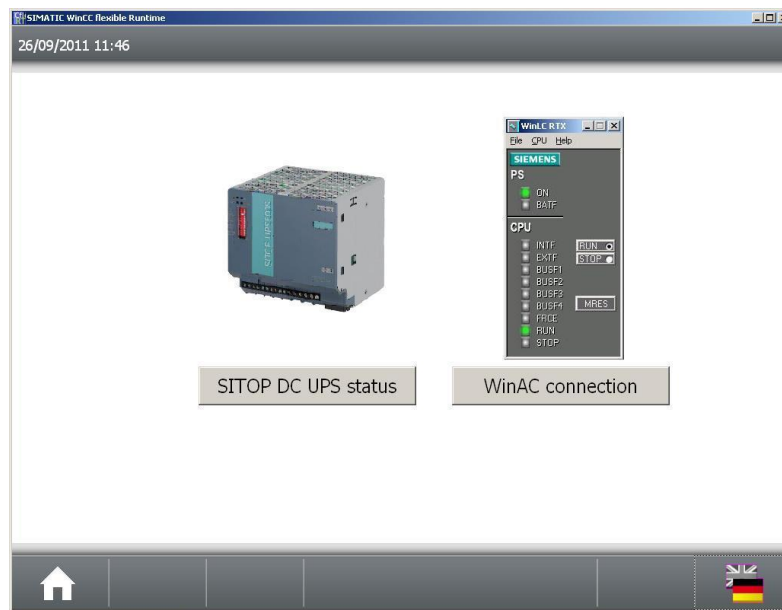 SIMATIC WinCC flexible Runtime
26/09/2011 11:46
WinLC RTX
File CPU Help
SIEMENS
PS
ON
BATF
CPU
INTF RUN
EXTF STOP
BUSF1
BUSF2
BUSF3
BUSF4 MRES
FRCE
RUN
STOP
SITOP DC UPS status
WinAC connection